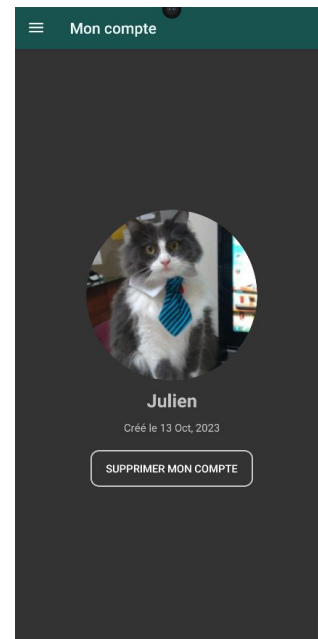 Mon compte
Julien
Créé le 13 Oct, 2023
SUPPRIMER MON COMPTE